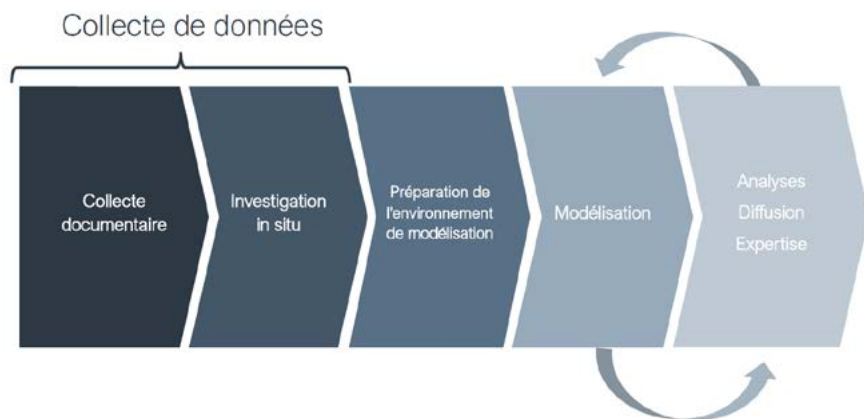 Collecte de données
Collecte
documentaire
Investigation
in situ
Préparation de
l'environnement
de modélisation
Modélisation
Analyses
Diffusion
Expertise